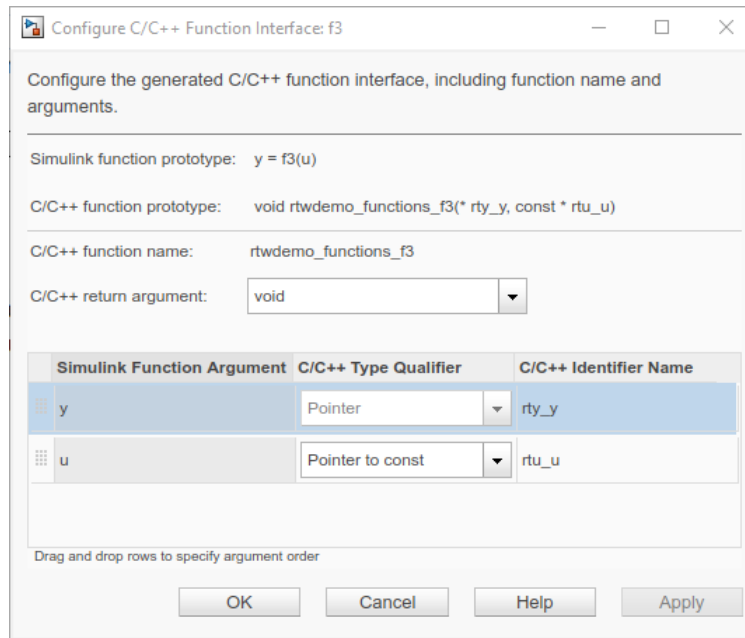 Configure C/C++ Function Interface: f3
Configure the generated C/C++ function interface, including function name and
arguments.
Simulink function prototype: y = f3(u)
C/C++ function prototype: void rtwdemo_functions_f3(* rty_y, const * rtu_u)
C/C++ function name: rtwdemo_functions_f3
C/C++ return argument: void
Simulink Function Argument C/C++ Type Qualifier C/C++ Identifier Name
y Pointer rty_y
u Pointer to const rtu_u
Drag and drop rows to specify argument order
OK Cancel Help Apply